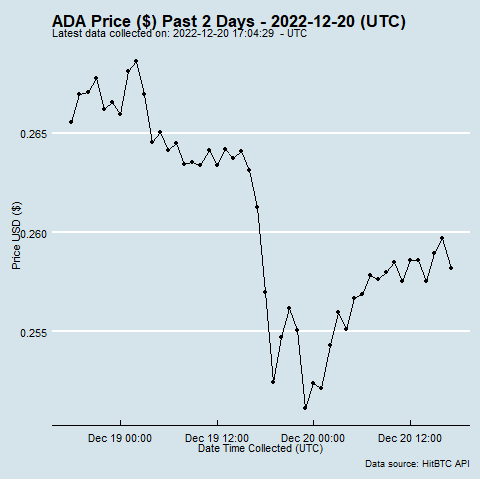 ADA Price ($) Past 2 Days - 2022-12-20 (UTC)
Latest data collected on: 2022-12-20 17:04:29  - UTC
0.265
0.260
0.255
Price USD ($)
Dec 19 00:00 Dec 19 12:00 Dec 20 00:00 Dec 20 12:00
Date Time Collected (UTC)
Data source: HitBTC API